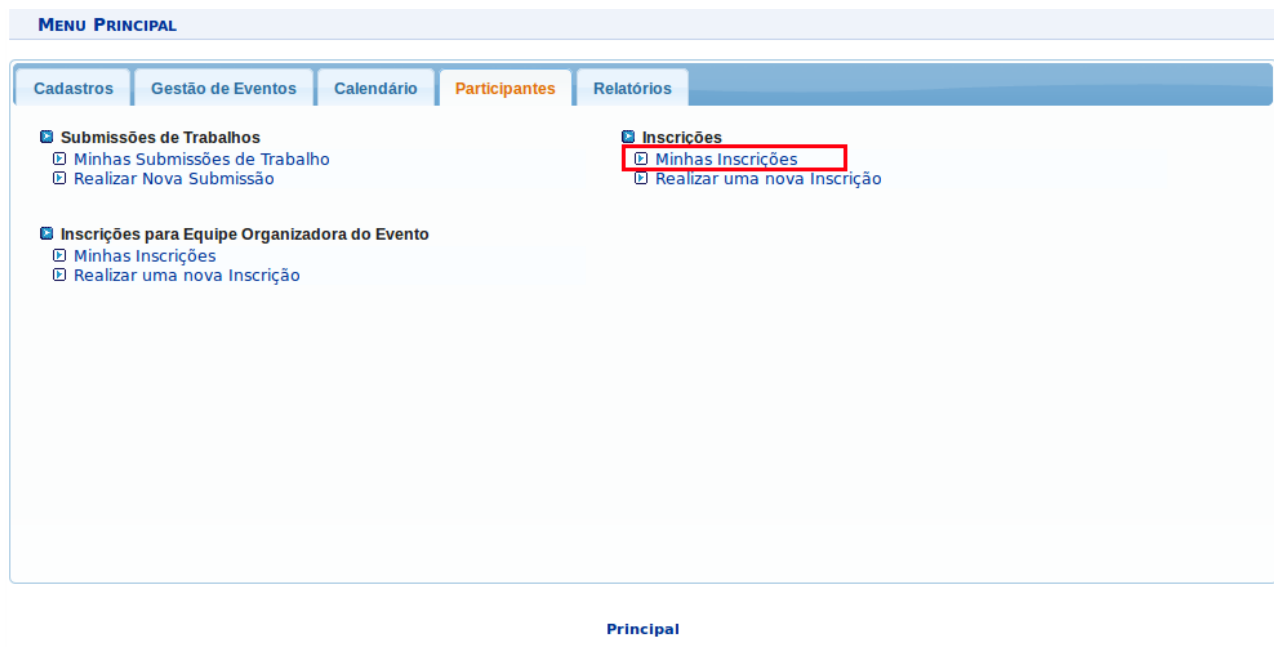 MENU PRINCIPAL
Cadastros Gestão de Eventos Calendário Participantes Relatórios
Submissões de Trabalhos
Minhas Submissões de Trabalho
Realizar Nova Submissão
Inscrições
Minhas Inscrições
Realizar uma nova Inscrição
Inscrições para Equipe Organizadora do Evento
Minhas Inscrições
Realizar uma nova Inscrição
Principal